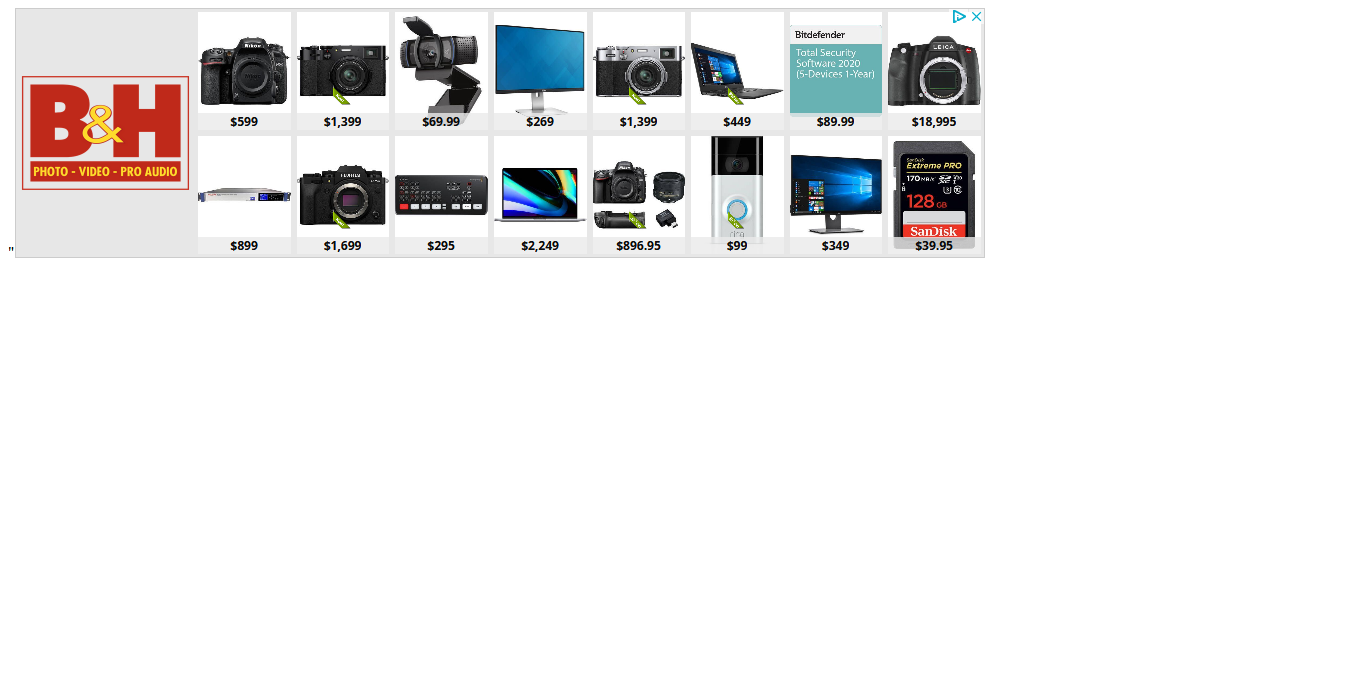 B&H
PHOTO - VIDEO - PRO AUDIO
Nikon
$599
$1,399
$69.99
$269
$1,399
$449
Bitdefender
Total Security
Software 2020
(5-Devices 1-Year)
$89.99
LEICA
$18,995
$899
FUJIFILM
$1,699
$295
$2,249
$896.95
ring
$99
$349
SanDisk
Extreme PRO
170 MB/s
128 GB
SanDisk
$39.95
"